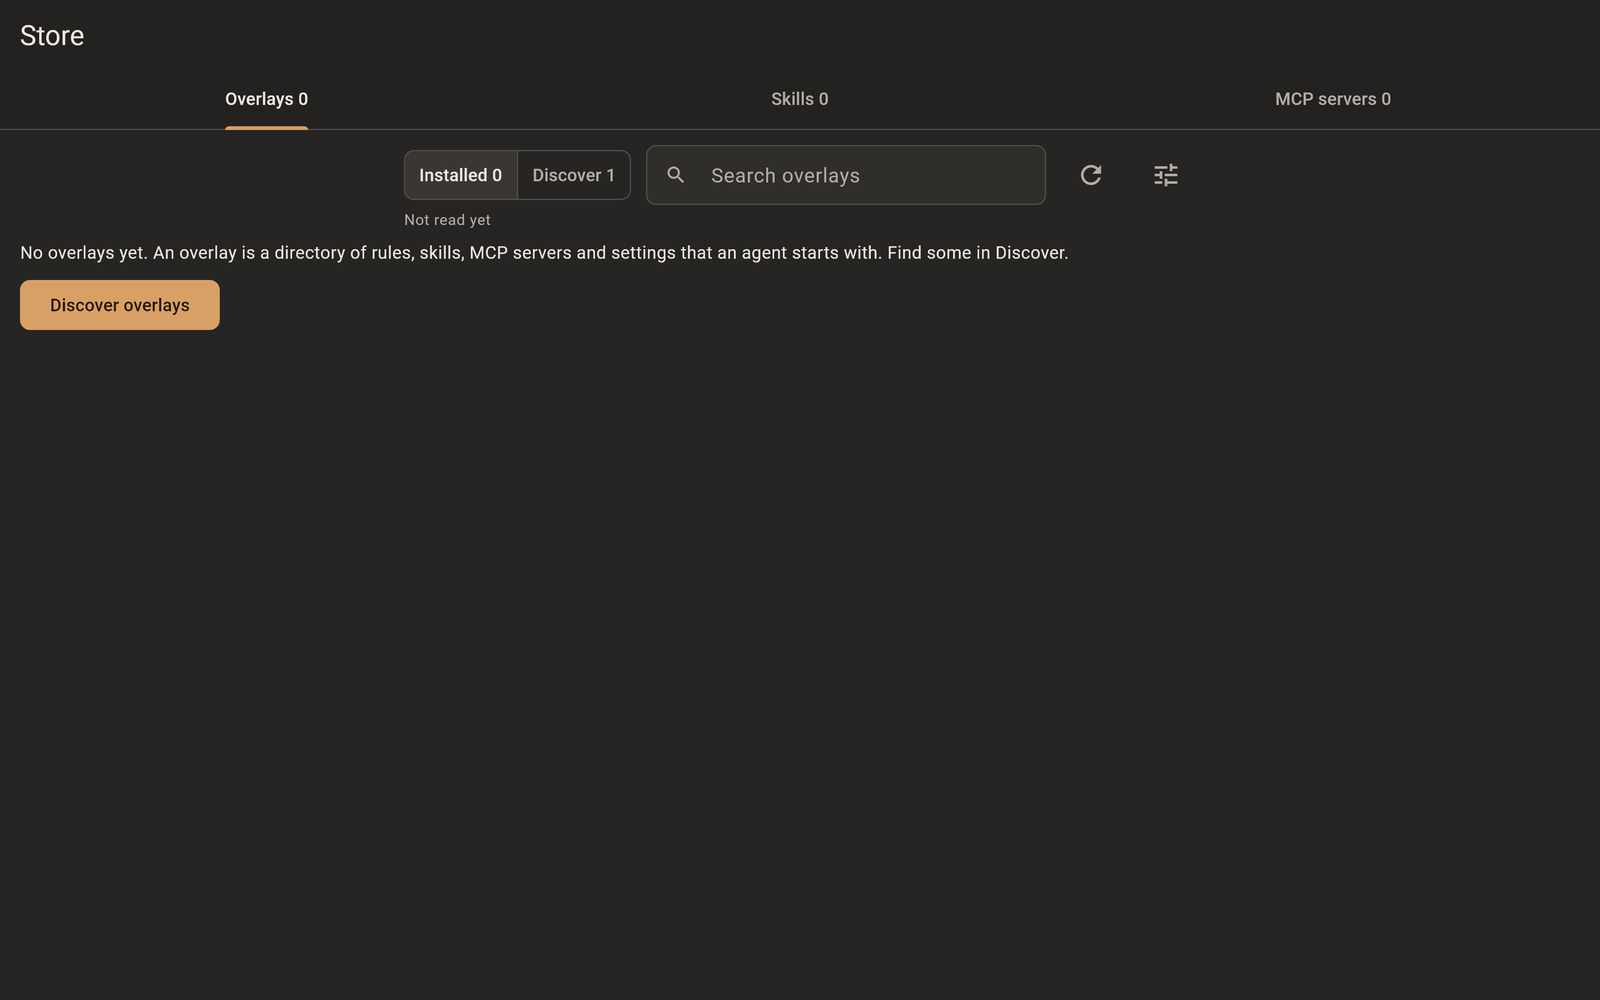 Store
Overlays 0
Skills 0
MCP servers 0
Installed 0
Discover 1
Search overlays
Not read yet
No overlays yet. An overlay is a directory of rules, skills, MCP servers and settings that an agent starts with. Find some in Discover.
Discover overlays